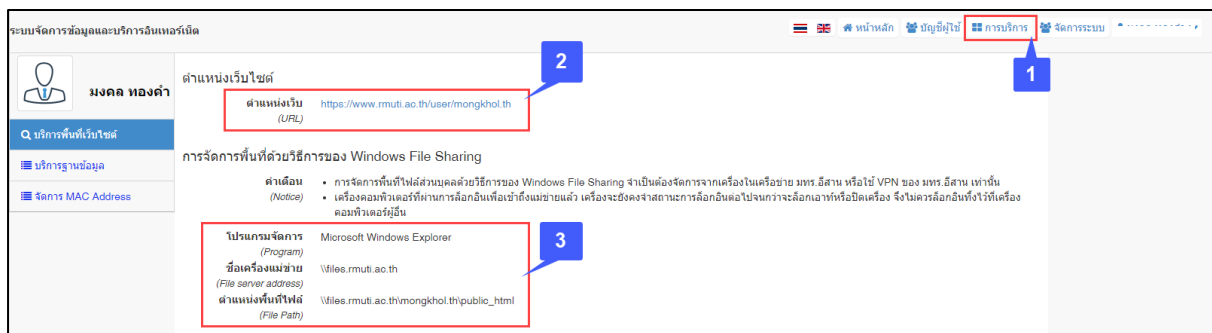 ระบบจัดการข้อมูลและบริการอินเทอร์เน็ต
หน้าหลัก บัญชีผู้ใช้ การบริการ จัดการระบบ
1
มงคล ทองคำ
บริการพื้นที่เว็บไซต์
บริการฐานข้อมูล
จัดการ MAC Address
ตำแหน่งเว็บไซต์
2
ตำแหน่งเว็บ https://www.rmuti.ac.th/user/mongkhol.th
(URL)
การจัดการพื้นที่ด้วยวิธีการของ Windows File Sharing
คำเตือน • การจัดการพื้นที่ไฟล์ส่วนบุคคลด้วยวิธีการของ Windows File Sharing จำเป็นต้องจัดการจากเครื่องในเครือข่าย มทร.อีสาน หรือใช้ VPN ของ มทร.อีสาน เท่านั้น
(Notice) • เครื่องคอมพิวเตอร์ที่ผ่านการล็อกอินเพื่อเข้าถึงแม่ข่ายแล้ว เครื่องจะยังคงจำสถานะการล็อกอินต่อไปจนกว่าจะล็อกเอาท์หรือปิดเครื่อง จึงไม่ควรล็อกอินทิ้งไว้ที่เครื่อง
คอมพิวเตอร์ผู้อื่น
โปรแกรมจัดการ Microsoft Windows Explorer
(Program)
3
ชื่อเครื่องแม่ข่าย \\files.rmuti.ac.th
(File server address)
ตำแหน่งพื้นที่ไฟล์ \\files.rmuti.ac.th\mongkhol.th\public_html
(File Path)